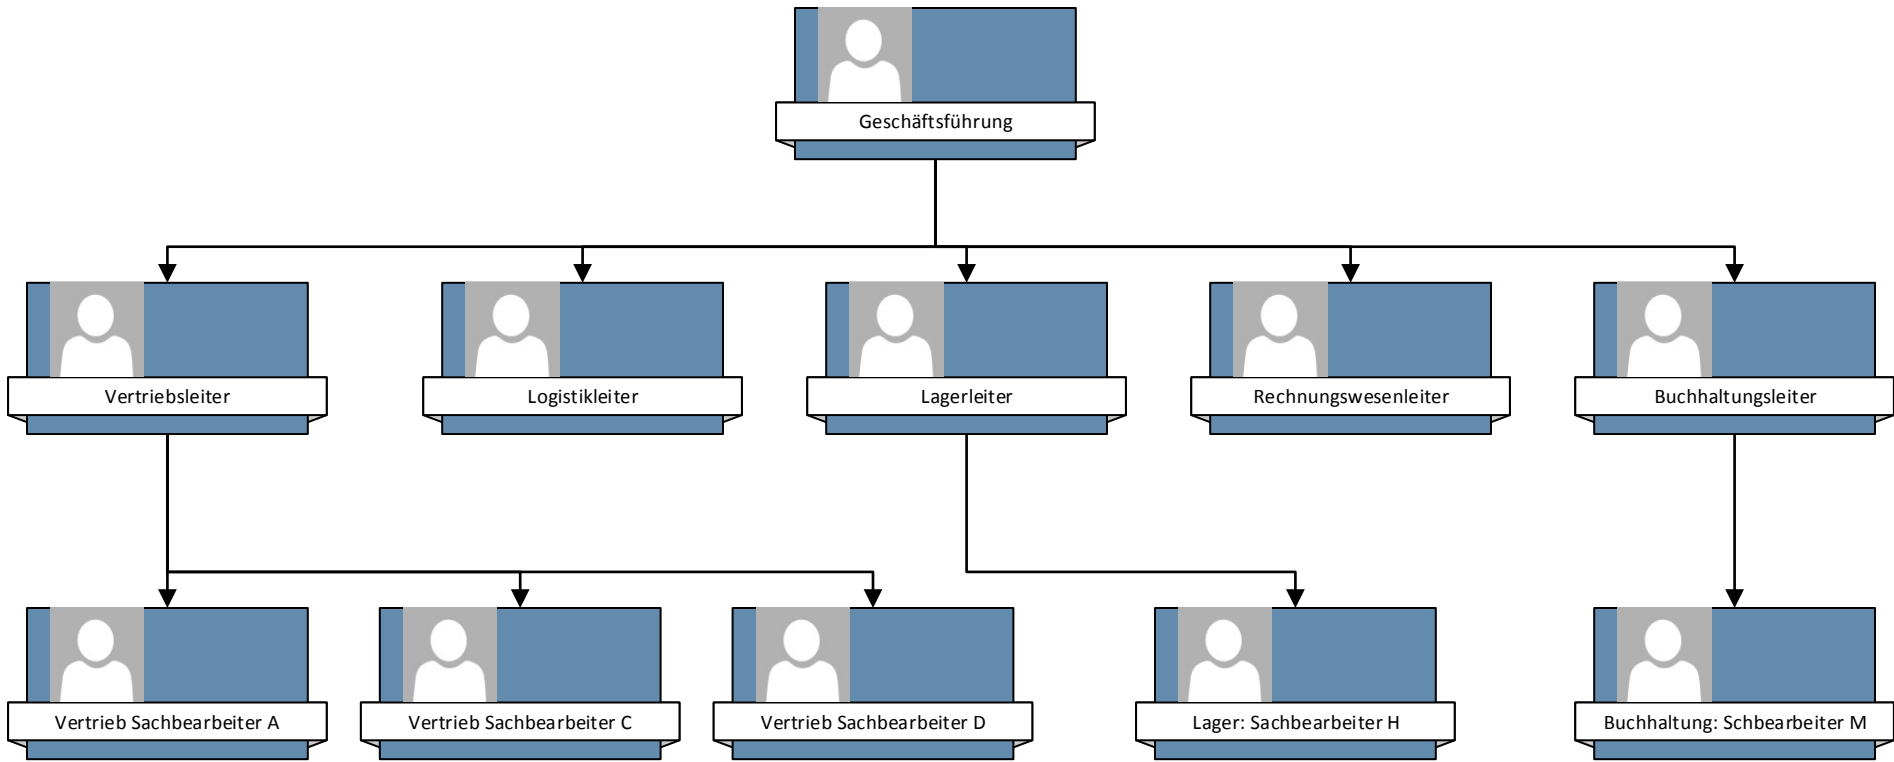 Geschäftsführung
Vertriebsleiter
Logistikleiter
Lagerleiter
Rechnungswesenleiter
Buchhaltungsleiter
Vertrieb Sachbearbeiter A
Vertrieb Sachbearbeiter C
Vertrieb Sachbearbeiter D
Lager: Sachbearbeiter H
Buchhaltung: Schbearbeiter M